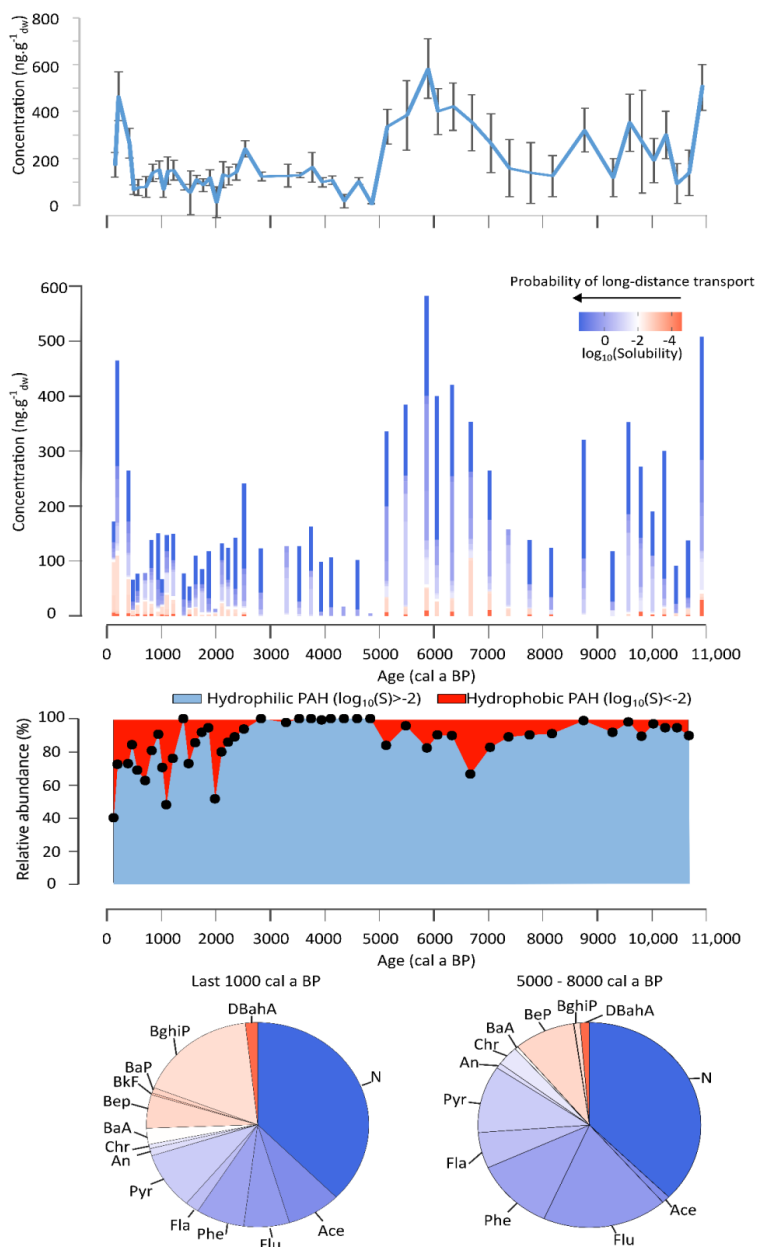 800
600
400
200
0
Concentration (ng.g⁻¹dw)
Probability of long-distance transport
0 -2 -4
log₁₀(Solubility)
600
500
400
300
200
100
0
Concentration (ng.g⁻¹dw)
0 1000 2000 3000 4000 5000 6000 7000 8000 9000 10,000 11,000
Age (cal a BP)
Hydrophilic PAH (log₁₀(S)>-2) Hydrophobic PAH (log₁₀(S)<-2)
100
80
60
40
20
0
Relative abundance (%)
0 1000 2000 3000 4000 5000 6000 7000 8000 9000 10,000 11,000
Age (cal a BP)
Last 1000 cal a BP
DBahA
BghiP
BaP
BkF
Bep
BaA
Chr
An
Pyr
Fla
Phe
Flu
Ace
N
5000 - 8000 cal a BP
DBahA
BghiP
BeP
BaA
Chr
An
Pyr
Fla
Phe
Flu
Ace
N